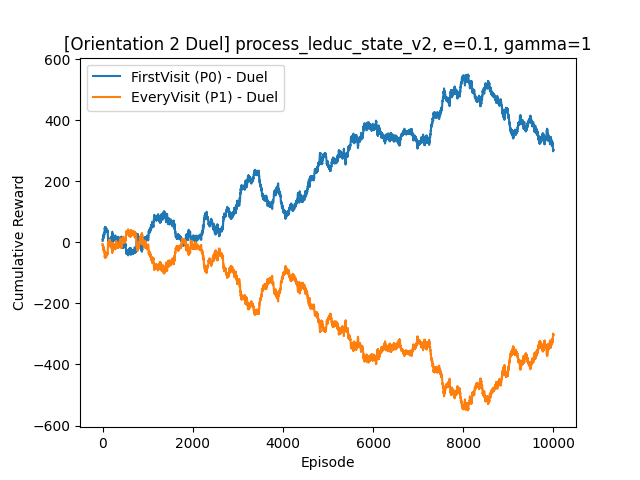 [Orientation 2 Duel] process_leduc_state_v2, e=0.1, gamma=1
FirstVisit (P0) - Duel
EveryVisit (P1) - Duel
600
400
200
0
−200
−400
−600
Cumulative Reward
0
2000
4000
6000
8000
10000
Episode